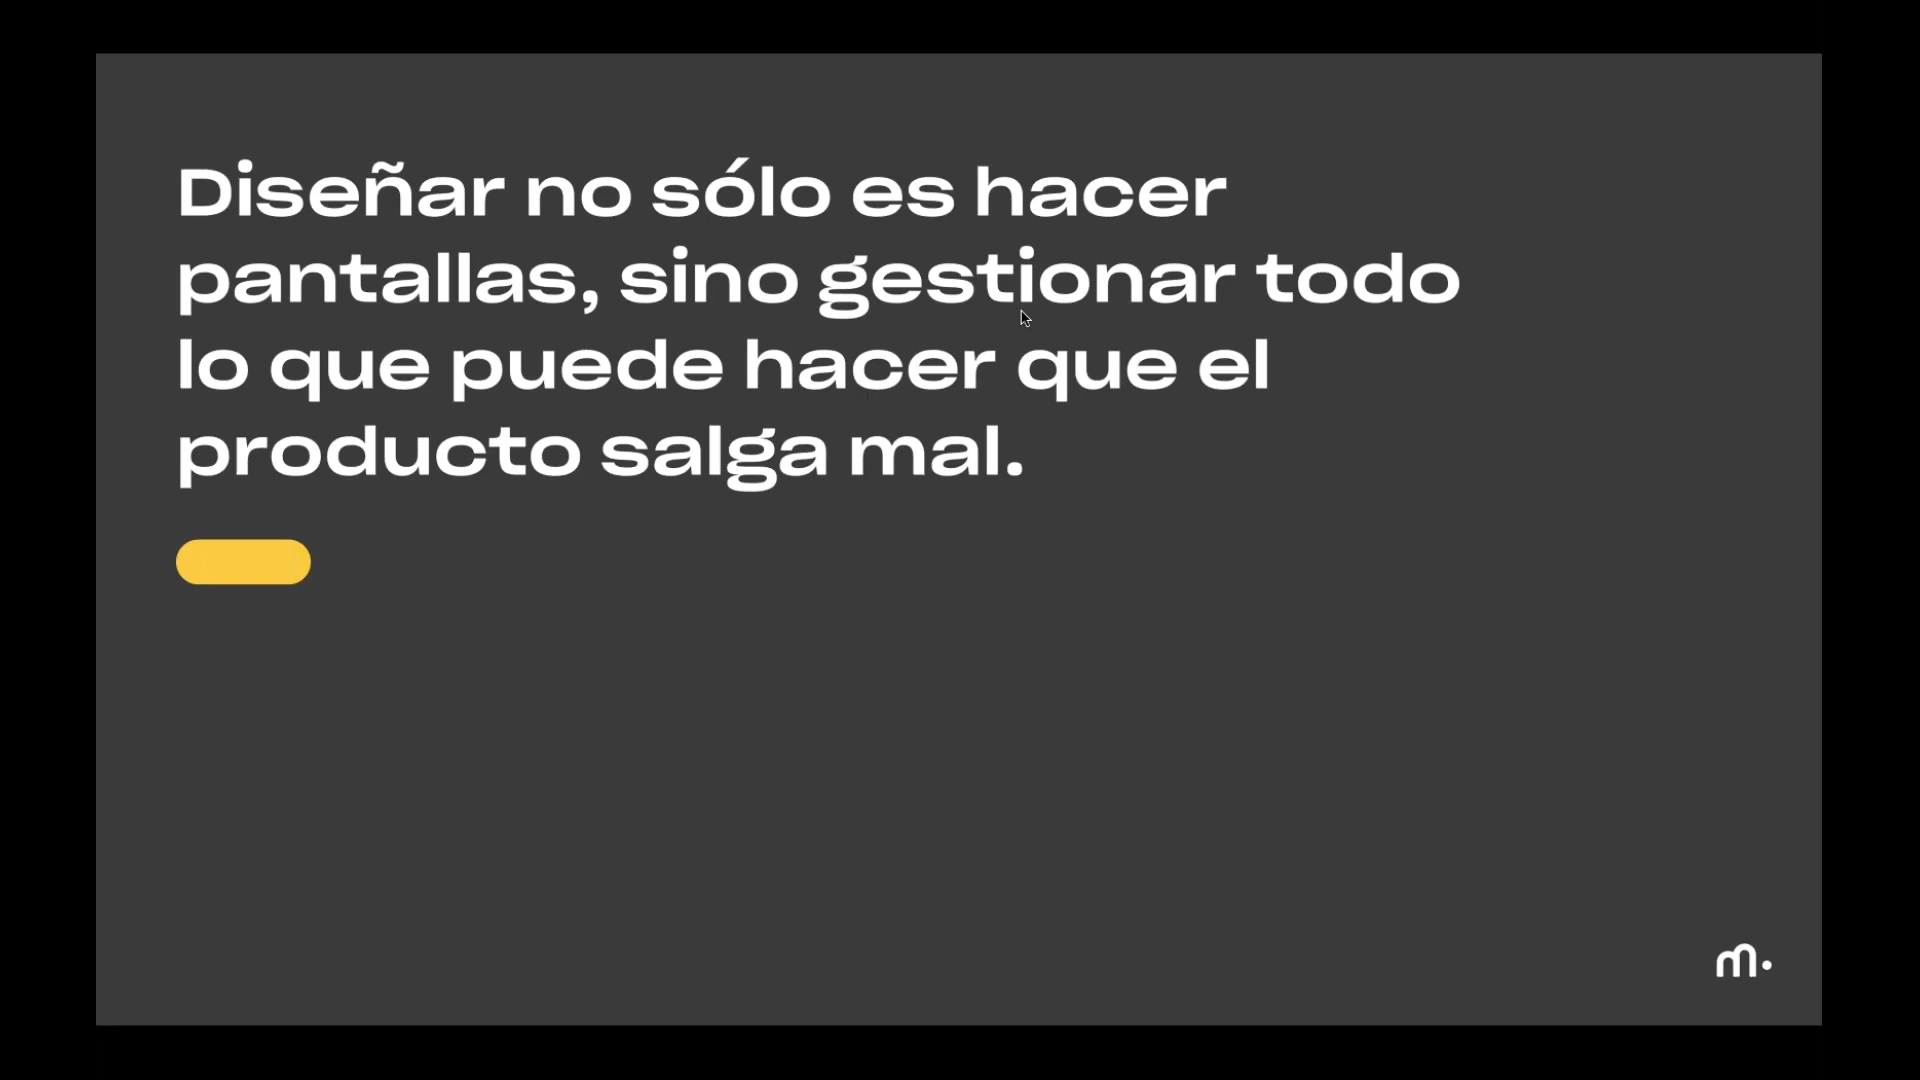 Diseñar no sólo es hacer
pantallas, sino gestionar todo
lo que puede hacer que el
producto salga mal.
m.